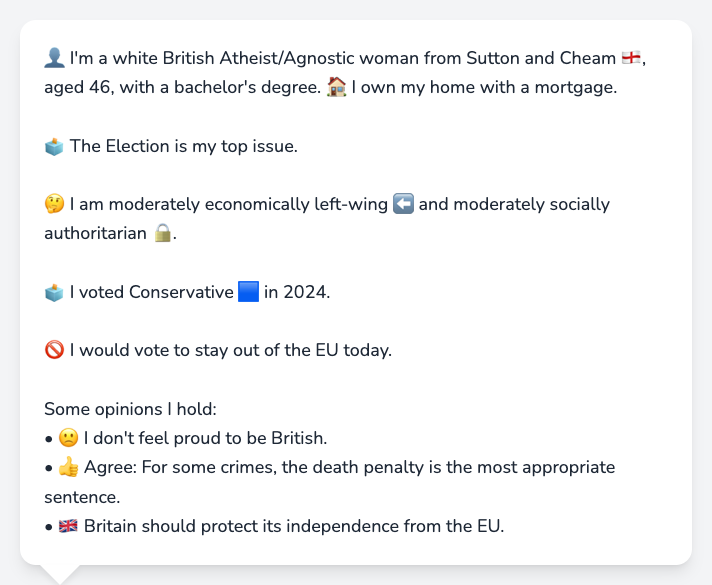 👤 I'm a white British Atheist/Agnostic woman from Sutton and Cheam 🏴󠁧󠁢󠁥󠁮󠁧󠁿,
aged 46, with a bachelor's degree. 🏠 I own my home with a mortgage.
🗳️ The Election is my top issue.
🤔 I am moderately economically left-wing ⬅️ and moderately socially
authoritarian 🔒.
🗳️ I voted Conservative 🟦 in 2024.
🚫 I would vote to stay out of the EU today.
Some opinions I hold:
• 🙁 I don't feel proud to be British.
• 👍 Agree: For some crimes, the death penalty is the most appropriate
sentence.
• 🇬🇧 Britain should protect its independence from the EU.